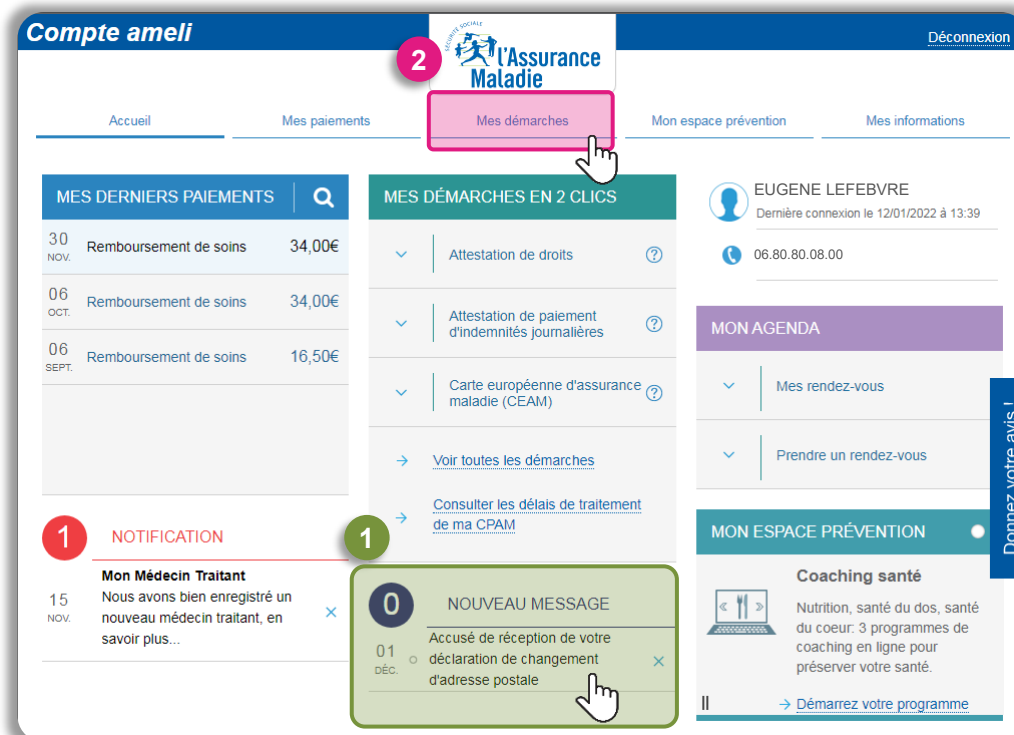 Compte ameli
SÉCURITÉ SOCIALE
l'Assurance
Maladie
Déconnexion
2
Accueil
Mes paiements
Mes démarches
Mon espace prévention
Mes informations
MES DERNIERS PAIEMENTS
30
NOV.
Remboursement de soins
34,00€
06
OCT.
Remboursement de soins
34,00€
06
SEPT.
Remboursement de soins
16,50€
1
NOTIFICATION
15
NOV.
Mon Médecin Traitant
Nous avons bien enregistré un
nouveau médecin traitant, en
savoir plus...
MES DÉMARCHES EN 2 CLICS
Attestation de droits
?
Attestation de paiement
d'indemnités journalières
?
Carte européenne d'assurance
maladie (CEAM)
?
Voir toutes les démarches
Consulter les délais de traitement
de ma CPAM
1
0
NOUVEAU MESSAGE
01
DÉC.
Accusé de réception de votre
déclaration de changement
d'adresse postale
EUGENE LEFEBVRE
Dernière connexion le 12/01/2022 à 13:39
06.80.80.08.00
MON AGENDA
Mes rendez-vous
Prendre un rendez-vous
Donnez votre avis !
MON ESPACE PRÉVENTION
Coaching santé
Nutrition, santé du dos, santé
du coeur: 3 programmes de
coaching en ligne pour
préserver votre santé.
Démarrez votre programme